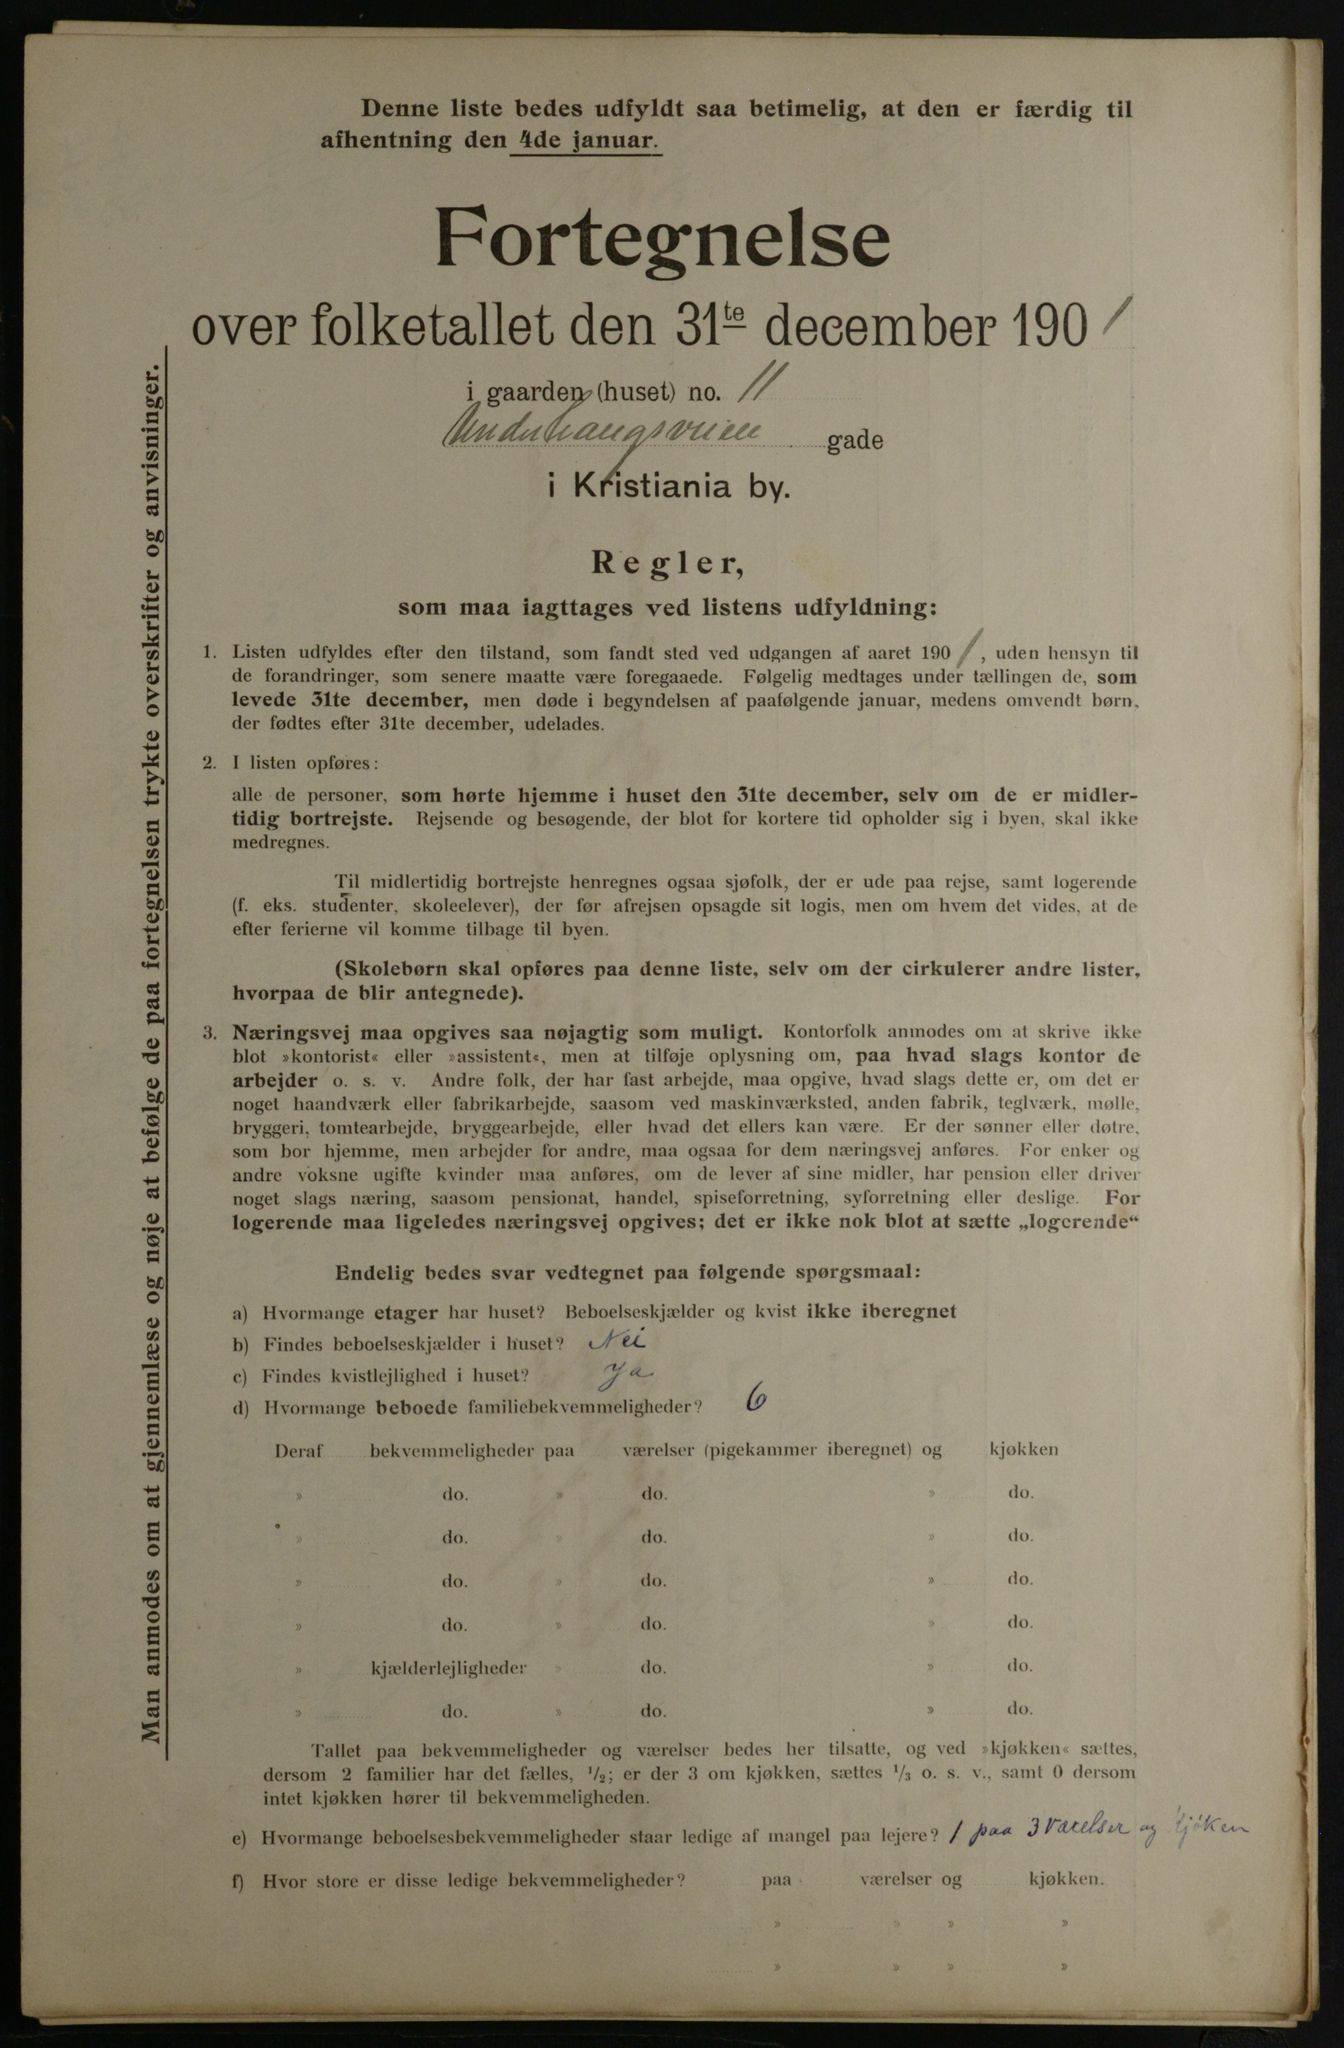 Denne liste bedes udfyldt saa betimelig, at den er færdig til
afhentning den 4de januar.
Fortegnelse
over folketallet den 31te december 1901
i gaarden (huset) no. 11
Underhaugsveien gade
i Kristiania by.
Regler,
som maa iagttages ved listens udfyldning:
1. Listen udfyldes efter den tilstand, som fandt sted ved udgangen af aaret 1901, uden hensyn til
de forandringer, som senere maatte være foregaaede. Følgelig medtages under tællingen de, som
levede 31te december, men døde i begyndelsen af paafølgende januar, medens omvendt børn,
der fødtes efter 31te december, udelades.
2. I listen opføres:
alle de personer, som hørte hjemme i huset den 31te december, selv om de er midler-
tidig bortrejste. Rejsende og besøgende, der blot for kortere tid opholder sig i byen, skal ikke
medregnes.
Til midlertidig bortrejste henregnes ogsaa sjøfolk, der er ude paa rejse, samt logerende
(f. eks. studenter, skoleelever), der før afrejsen opsagde sit logis, men om hvem det vides, at de
efter ferierne vil komme tilbage til byen.
(Skolebørn skal opføres paa denne liste, selv om der cirkulerer andre lister,
hvorpaa de blir antegnede).
3. Næringsvej maa opgives saa nøjagtig som muligt. Kontorfolk anmodes om at skrive ikke
blot »kontorist« eller »assistent«, men at tilføje oplysning om, paa hvad slags kontor de
arbejder o. s. v. Andre folk, der har fast arbejde, maa opgive, hvad slags dette er, om det er
noget haandværk eller fabrikarbejde, saasom ved maskinværksted, anden fabrik, teglværk, mølle,
bryggeri, tomtearbejde, bryggearbejde, eller hvad det ellers kan være. Er der sønner eller døtre,
som bor hjemme, men arbejder for andre, maa ogsaa for dem næringsvej anføres. For enker og
andre voksne ugifte kvinder maa anføres, om de lever af sine midler, har pension eller driver
noget slags næring, saasom pensionat, handel, spiseforretning, syforretning eller deslige. For
logerende maa ligeledes næringsvej opgives; det er ikke nok blot at sætte „logerende“
Endelig bedes svar vedtegnet paa følgende spørgsmaal:
a) Hvormange etager har huset? Beboelseskjælder og kvist ikke iberegnet
b) Findes beboelseskjælder i huset? Nei
c) Findes kvistlejlighed i huset? Ja
d) Hvormange beboede familiebekvemmeligheder? 6
Deraf bekvemmeligheder paa værelser (pigekammer iberegnet) og kjøkken
» do. » do. » do.
» do. » do. » do.
» do. » do. » do.
» do. » do. » do.
» kjælderlejligheder » do. » do.
» do. » do. » do.
Tallet paa bekvemmeligheder og værelser bedes her tilsatte, og ved »kjøkken« sættes,
dersom 2 familier har det fælles, 1/2; er der 3 om kjøkken, sættes 1/3 o. s. v., samt 0 dersom
intet kjøkken hører til bekvemmeligheden.
e) Hvormange beboelsesbekvemmeligheder staar ledige af mangel paa lejere? 1 paa 3 Værelser og Kjøken
f) Hvor store er disse ledige bekvemmeligheder? paa værelser og kjøkken.
» » » »
» » » »
Man anmodes om at gjennemlæse og nøje at befølge de paa fortegnelsen trykte overskrifter og anvisninger.